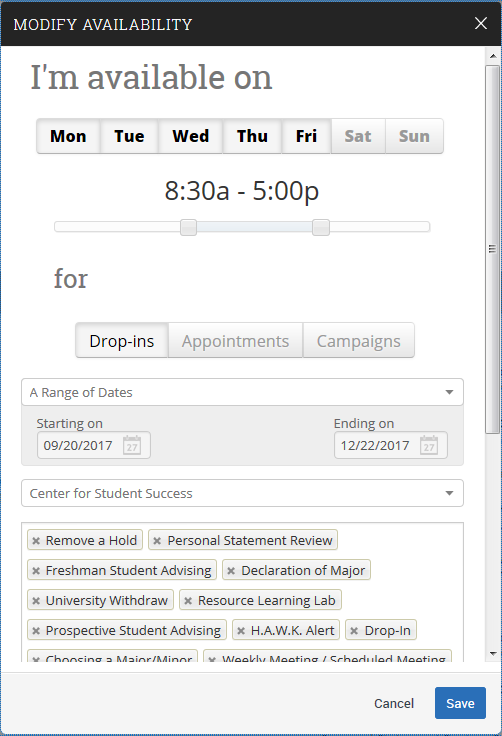 MODIFY AVAILABILITY
I'm available on
Mon Tue Wed Thu Fri Sat Sun
8:30a - 5:00p
for
Drop-ins Appointments Campaigns
A Range of Dates
Starting on Ending on
09/20/2017 27 12/22/2017 27
Center for Student Success
Remove a Hold Personal Statement Review
Freshman Student Advising Declaration of Major
University Withdraw Resource Learning Lab
Prospective Student Advising H.A.W.K. Alert Drop-In
Choosing a Major/Minor Weekly Meeting / Scheduled Meeting
Cancel Save